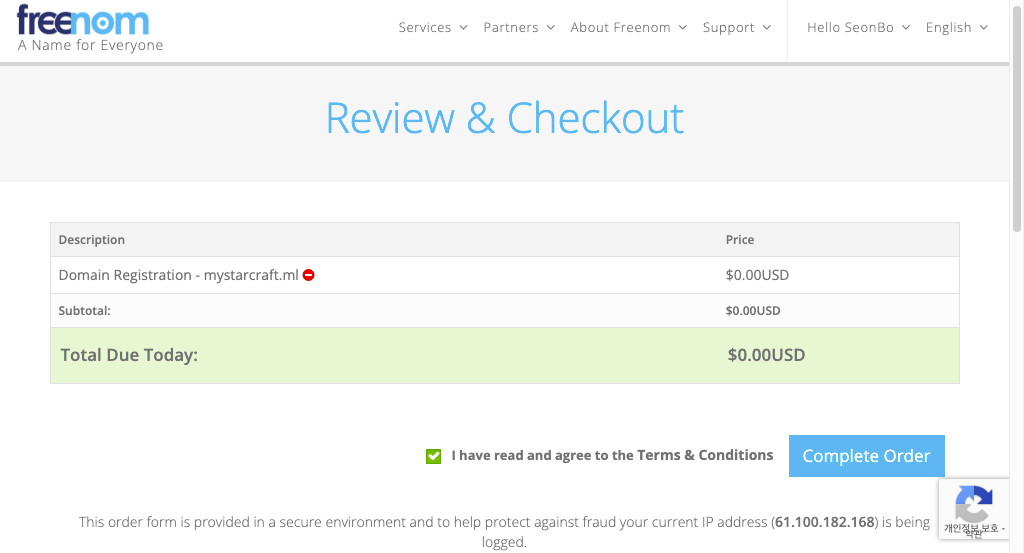 freenom
A Name for Everyone
Services Partners About Freenom Support Hello SeonBo English
Review & Checkout
Description Price
Domain Registration - mystarcraft.ml $0.00USD
Subtotal: $0.00USD
Total Due Today: $0.00USD
I have read and agree to the Terms & Conditions Complete Order
This order form is provided in a secure environment and to help protect against fraud your current IP address (61.100.182.168) is being
logged.
개인정보 보호 -
약관